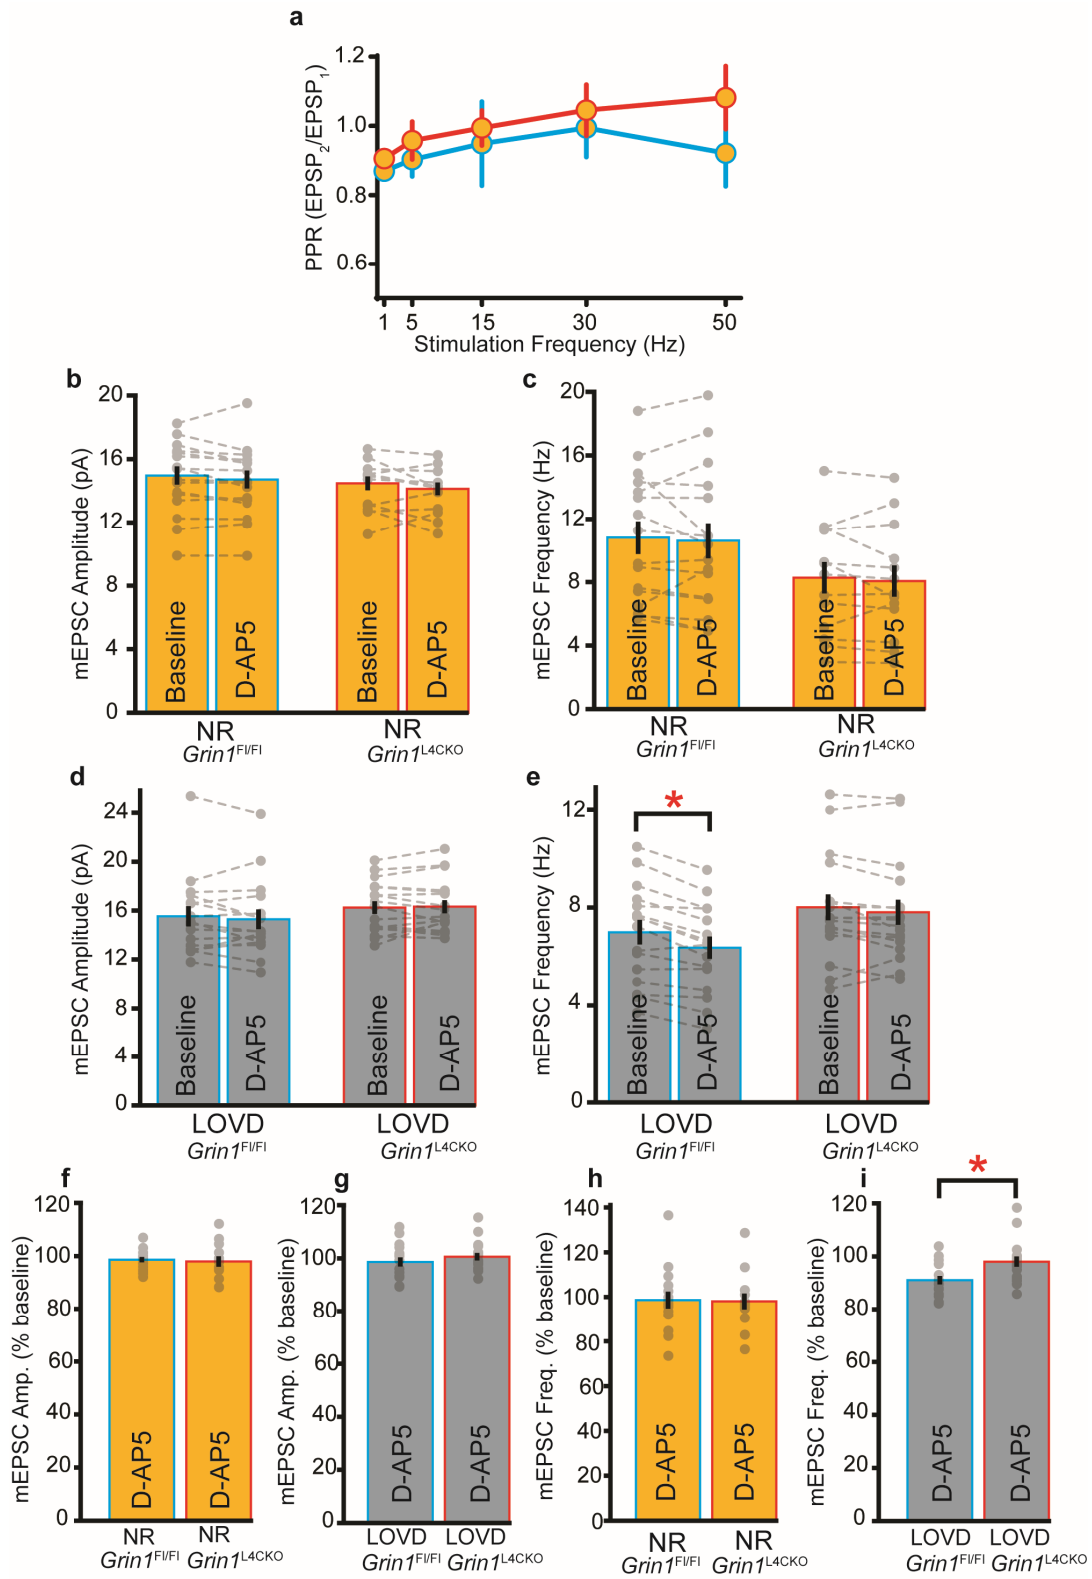 a
PPR (EPSP2/EPSP1)
1.2
1.0
0.8
0.6
1 5 15 30 50
Stimulation Frequency (Hz)
b
mEPSC Amplitude (pA)
20
16
12
8
4
0
Baseline
D-AP5
Baseline
D-AP5
NR
Grin1Fl/Fl
NR
Grin1L4CKO
c
mEPSC Frequency (Hz)
20
16
12
8
4
0
Baseline
D-AP5
Baseline
D-AP5
NR
Grin1Fl/Fl
NR
Grin1L4CKO
d
mEPSC Amplitude (pA)
24
20
16
12
8
4
0
Baseline
D-AP5
Baseline
D-AP5
LOVD
Grin1Fl/Fl
LOVD
Grin1L4CKO
e
mEPSC Frequency (Hz)
12
8
4
0
*
Baseline
D-AP5
Baseline
D-AP5
LOVD
Grin1Fl/Fl
LOVD
Grin1L4CKO
f
mEPSC Amp. (% baseline)
120
100
80
60
40
20
0
D-AP5
D-AP5
NR
Grin1Fl/Fl
NR
Grin1L4CKO
g
mEPSC Amp. (% baseline)
120
100
80
60
40
20
0
D-AP5
D-AP5
LOVD
Grin1Fl/Fl
LOVD
Grin1L4CKO
h
mEPSC Freq. (% baseline)
140
120
100
80
60
40
20
0
D-AP5
D-AP5
NR
Grin1Fl/Fl
NR
Grin1L4CKO
i
mEPSC Freq. (% baseline)
120
100
80
60
40
20
0
*
D-AP5
D-AP5
LOVD
Grin1Fl/Fl
LOVD
Grin1L4CKO